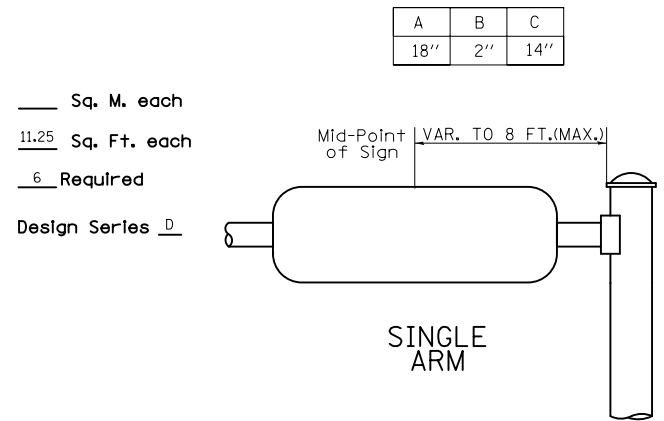 A B C
18" 2" 14"
___ Sq. M. each
11.25 Sq. Ft. each
6 Required
Design Series D
Mid-Point
of Sign
VAR. TO 8 FT.(MAX.)
SINGLE
ARM